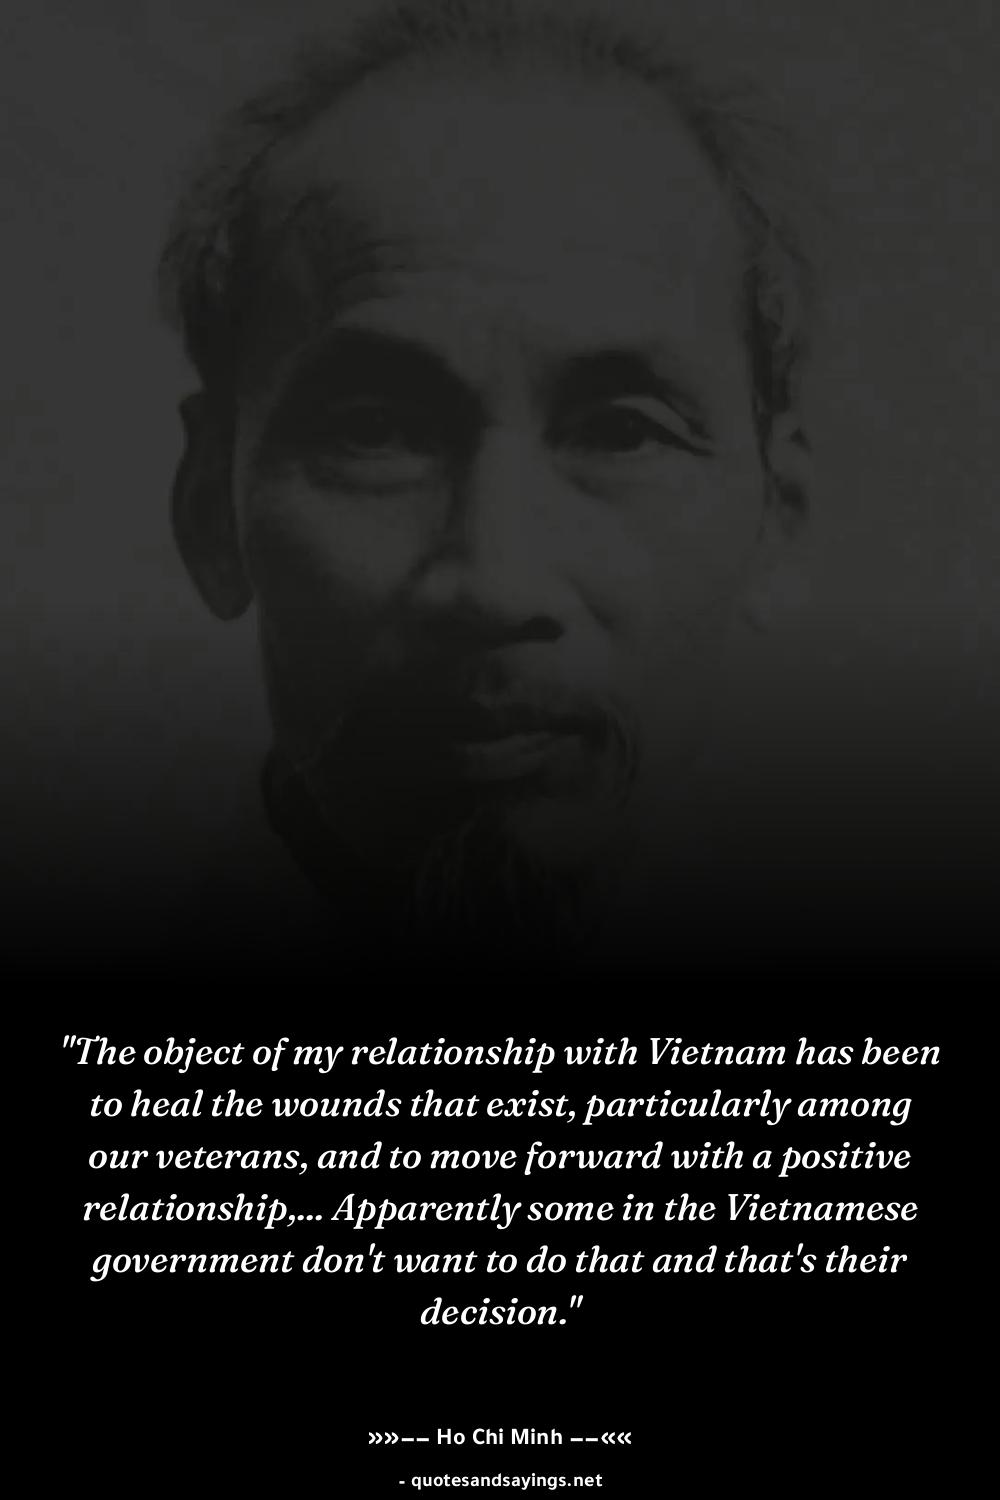 "The object of my relationship with Vietnam has been
to heal the wounds that exist, particularly among
our veterans, and to move forward with a positive
relationship,... Apparently some in the Vietnamese
government don't want to do that and that's their
decision."
»»−− Ho Chi Minh −−««
- quotesandsayings.net